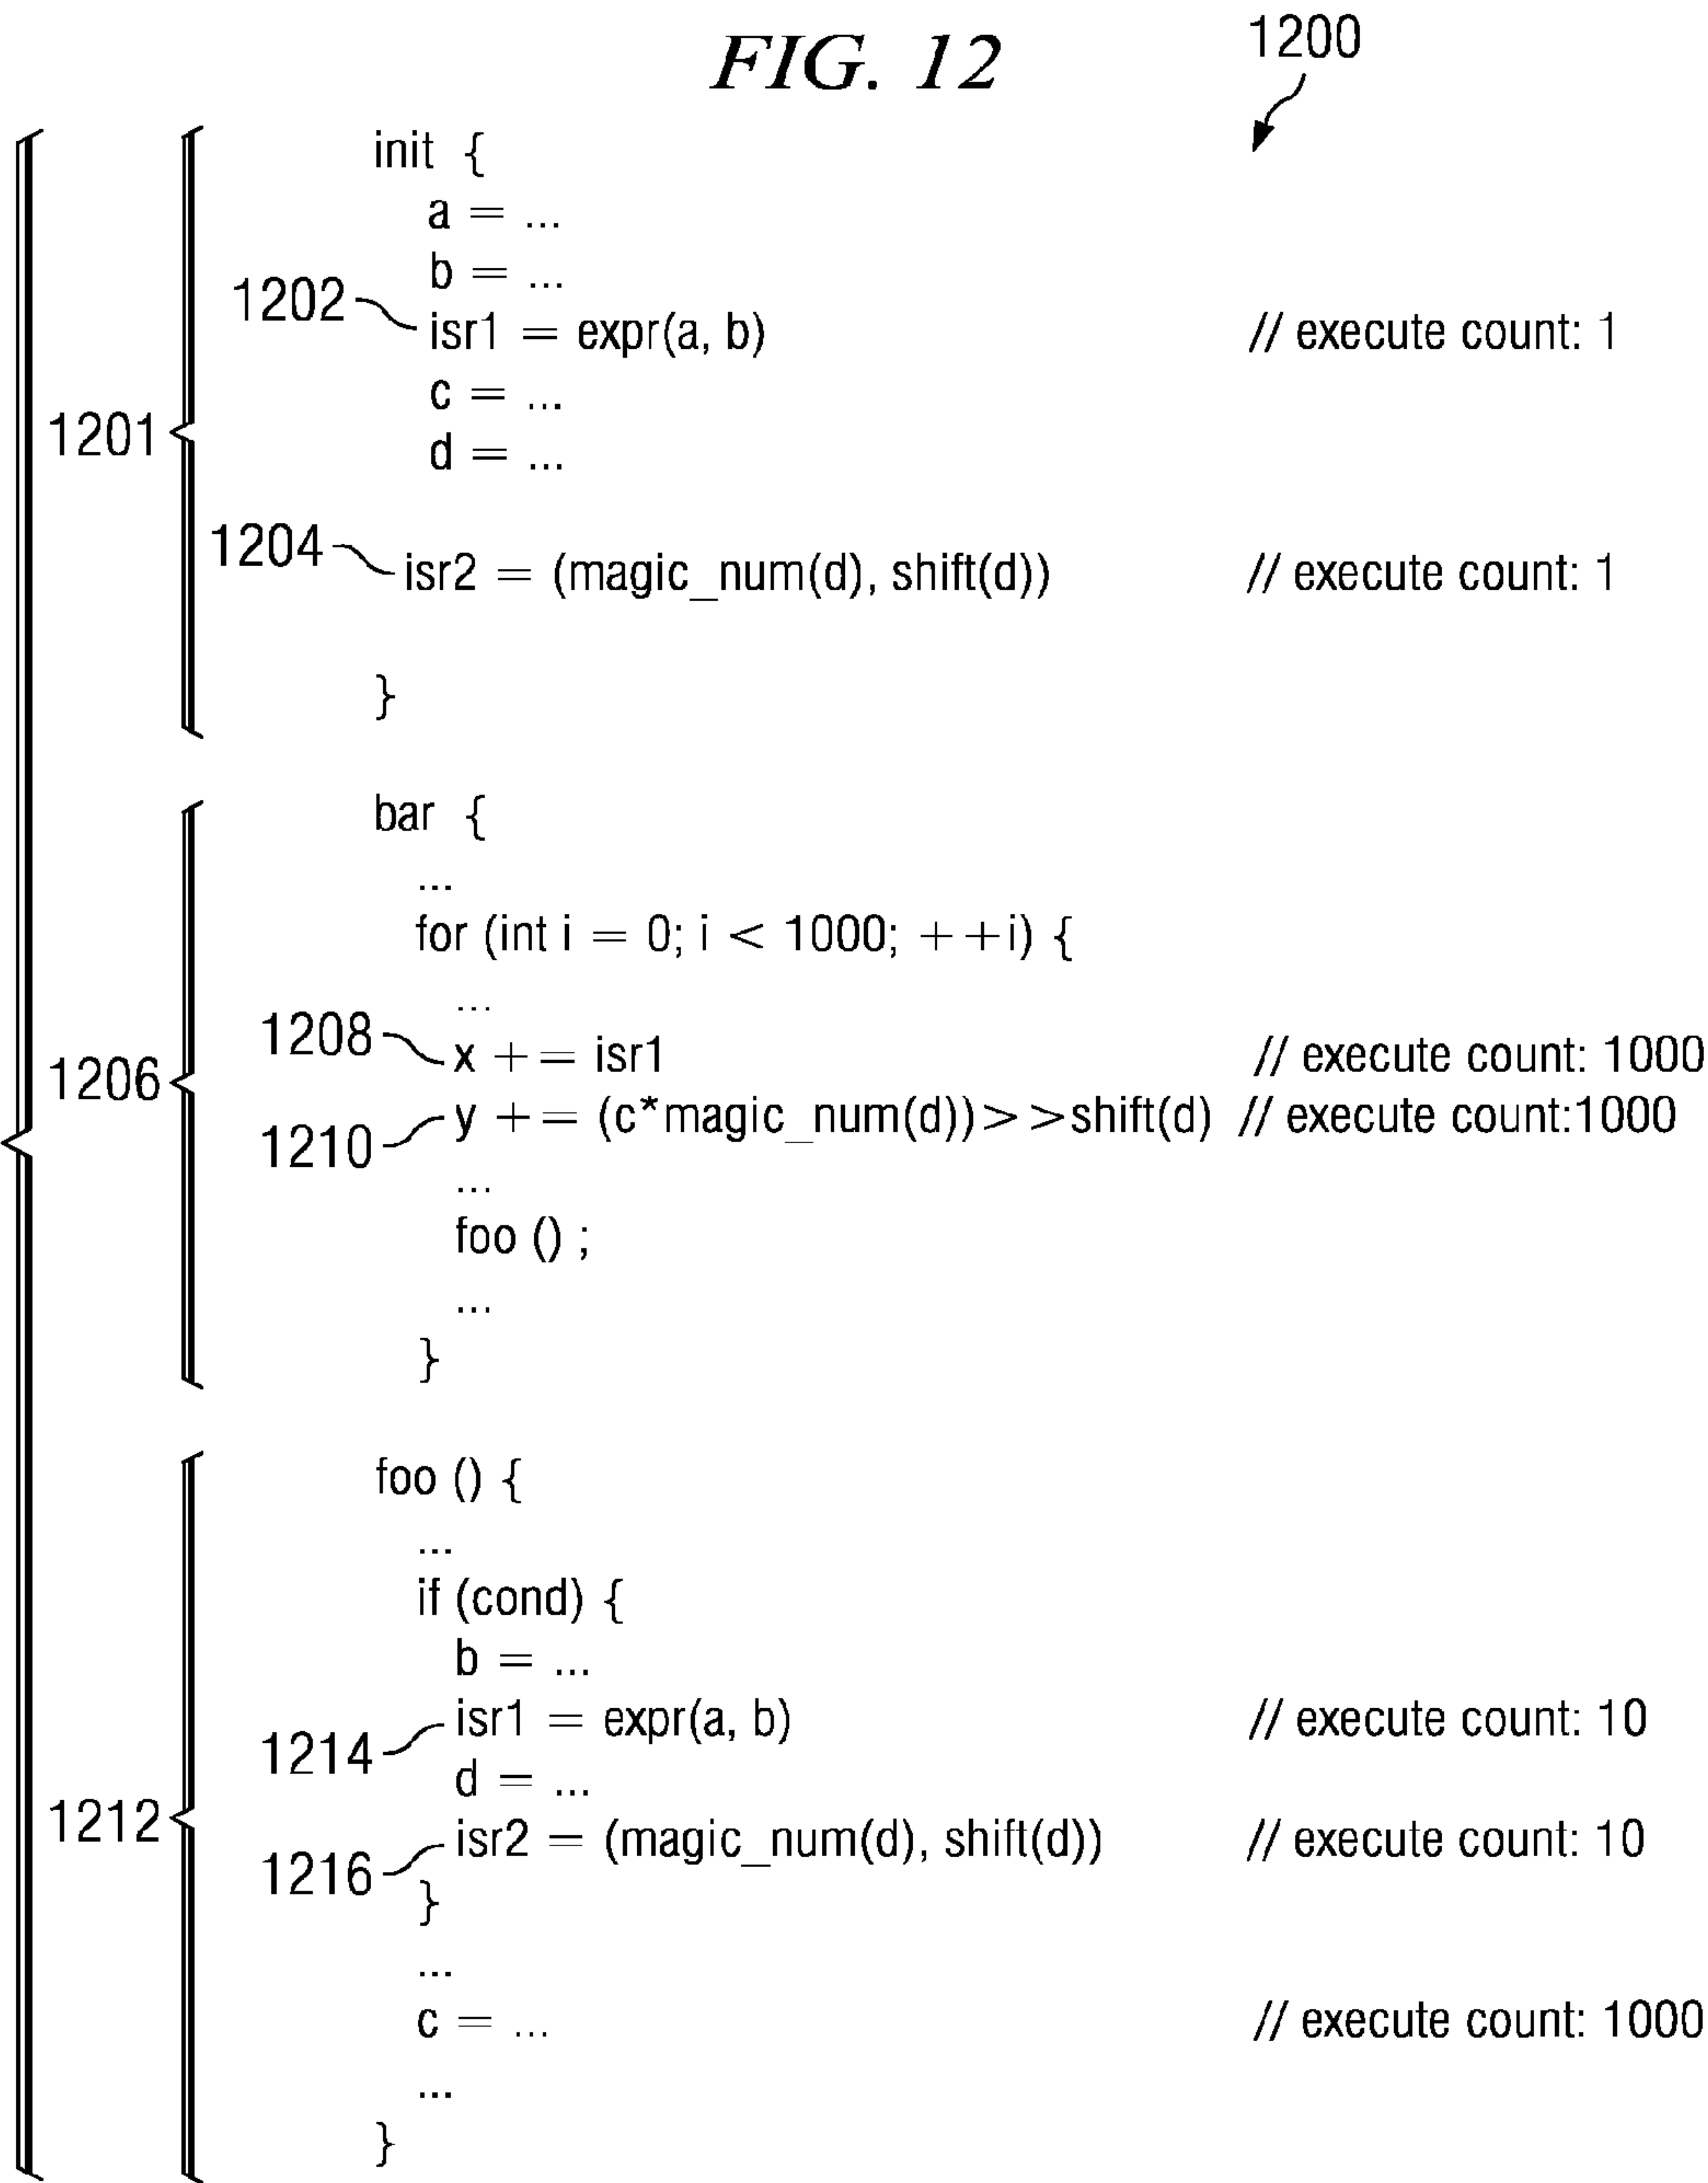 FIG. 12
1200
init {
a = ...
b = ...
1202
isr1 = expr(a, b) // execute count: 1
c = ...
1201
d = ...
1204
isr2 = (magic_num(d), shift(d)) // execute count: 1
}
bar {
...
for (int i = 0; i < 1000; ++i) {
...
1208
x += isr1 // execute count: 1000
1206
y += (c*magic_num(d))>>shift(d) // execute count:1000
1210
...
foo () ;
...
}
foo () {
...
if (cond) {
b = ...
isr1 = expr(a, b) // execute count: 10
1214
d = ...
1212
isr2 = (magic_num(d), shift(d)) // execute count: 10
1216
}
...
c = ... // execute count: 1000
...
}